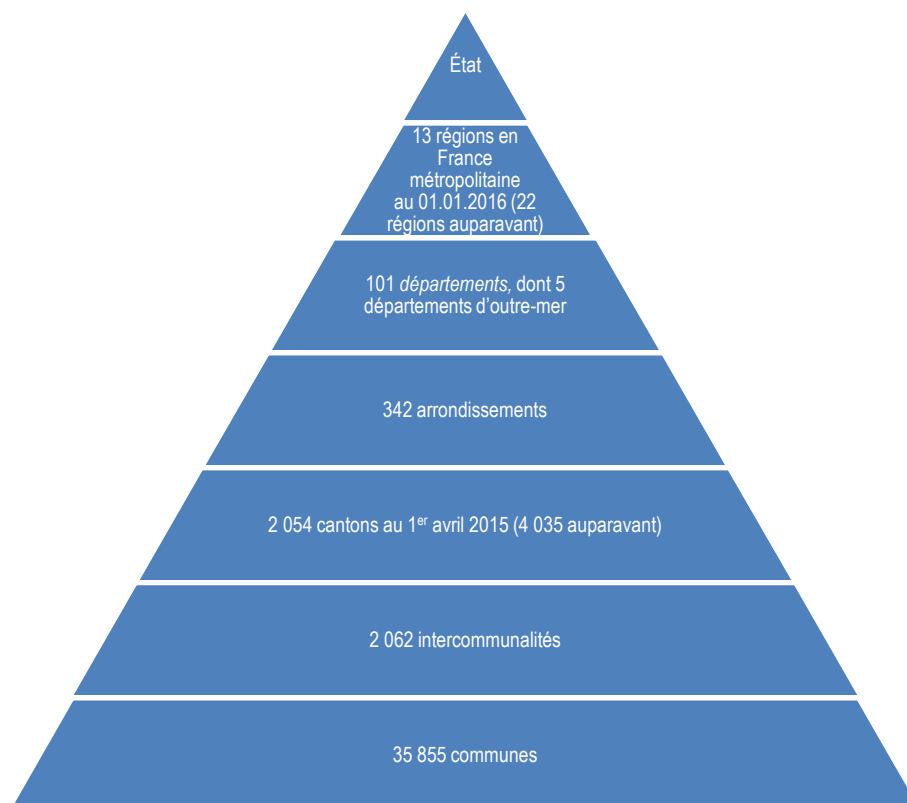 État
13 régions en
France
métropolitaine
au 01.01.2016 (22
régions auparavant)
101 départements, dont 5
départements d’outre-mer
342 arrondissements
2 054 cantons au 1er avril 2015 (4 035 auparavant)
2 062 intercommunalités
35 855 communes